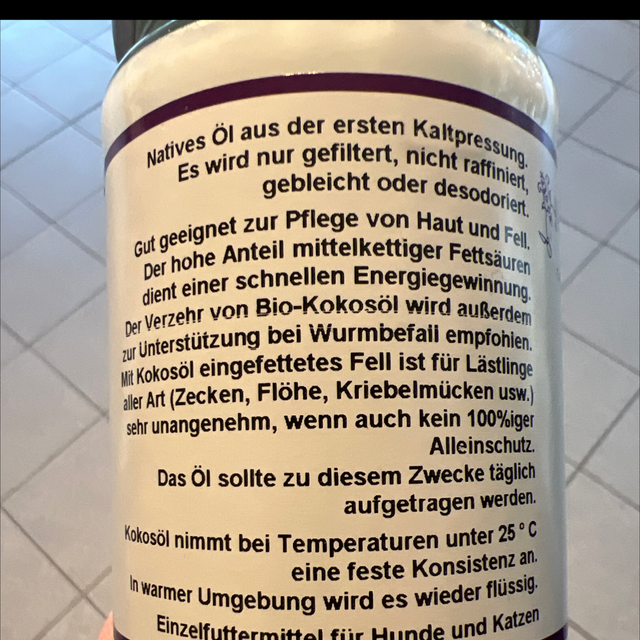 Natives Öl aus der ersten Kaltpressung.
Es wird nur gefiltert, nicht raffiniert,
gebleicht oder desodoriert.
Gut geeignet zur Pflege von Haut und Fell.
Der hohe Anteil mittelkettiger Fettsäuren
dient einer schnellen Energiegewinnung.
Der Verzehr von Bio-Kokosöl wird außerdem
zur Unterstützung bei Wurmbefall empfohlen.
Mit Kokosöl eingefettetes Fell ist für Lästlinge
aller Art (Zecken, Flöhe, Kriebelmücken usw.)
sehr unangenehm, wenn auch kein 100%iger
Alleinschutz.
Das Öl sollte zu diesem Zwecke täglich
aufgetragen werden.
Kokosöl nimmt bei Temperaturen unter 25 ° C
eine feste Konsistenz an.
In warmer Umgebung wird es wieder flüssig.
Einzelfuttermittel für Hunde und Katzen